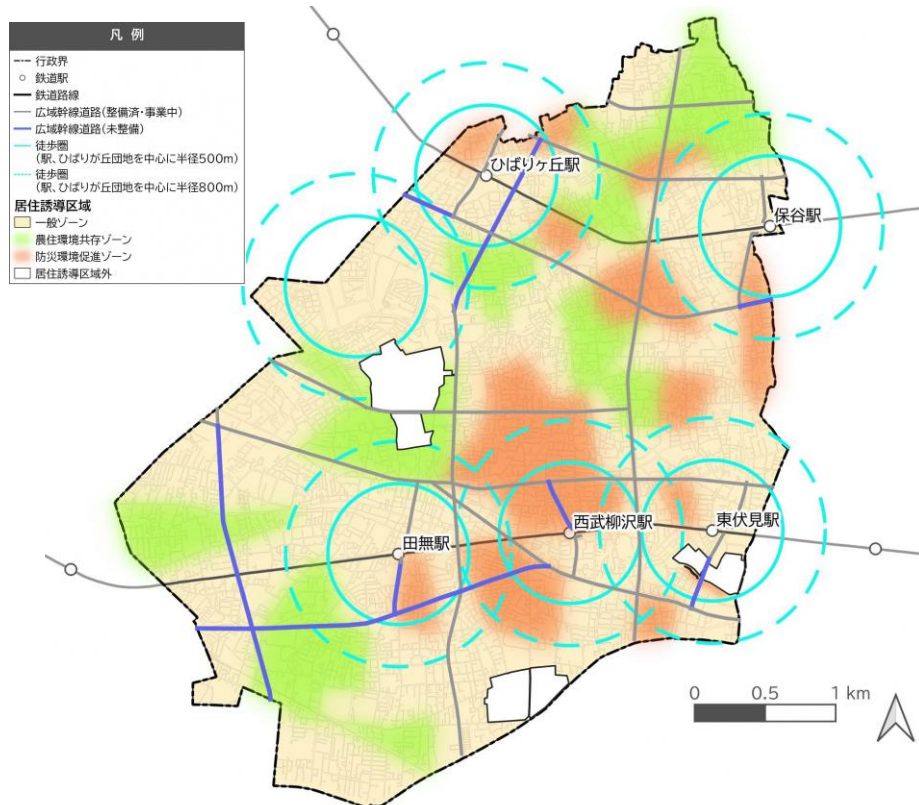 凡 例
行政界
鉄道駅
鉄道路線
広域幹線道路(整備済・事業中)
広域幹線道路(未整備)
徒歩圏
(駅、ひばりが丘団地を中心に半径500m)
徒歩圏
(駅、ひばりが丘団地を中心に半径800m)
居住誘導区域
一般ゾーン
農住環境共存ゾーン
防災環境促進ゾーン
居住誘導区域外
ひばりヶ丘駅
保谷駅
西武柳沢駅
東伏見駅
田無駅
0 0.5 1 km